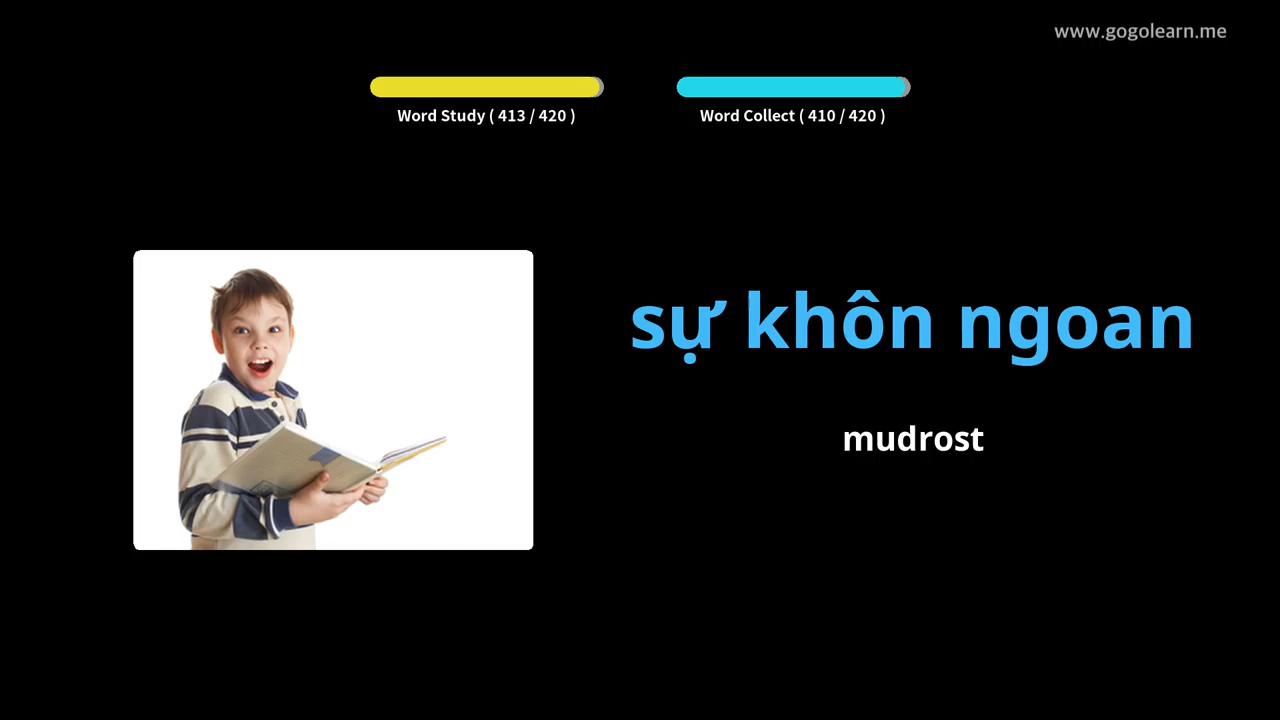 www.gogolearn.me
Word Study ( 413 / 420 )
Word Collect ( 410 / 420 )
sự khôn ngoan
mudrost